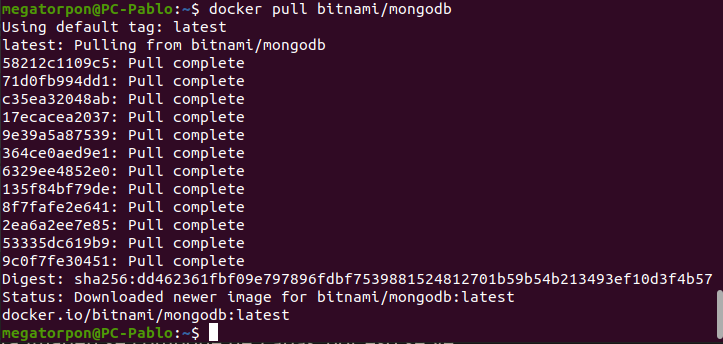 megatorpon@PC-Pablo:~$ docker pull bitnami/mongodb
Using default tag: latest
latest: Pulling from bitnami/mongodb
58212c1109c5: Pull complete
71d0fb994dd1: Pull complete
c35ea32048ab: Pull complete
17ecacea2037: Pull complete
9e39a5a87539: Pull complete
364ce0aed9e1: Pull complete
6329ee4852e0: Pull complete
135f84bf79de: Pull complete
8f7fafe2e641: Pull complete
2ea6a2ee7e85: Pull complete
53335dc619b9: Pull complete
9c0f7fe30451: Pull complete
Digest: sha256:dd462361fbf09e797896fdbf7539881524812701b59b54b213493ef10d3f4b57
Status: Downloaded newer image for bitnami/mongodb:latest
docker.io/bitnami/mongodb:latest
megatorpon@PC-Pablo:~$